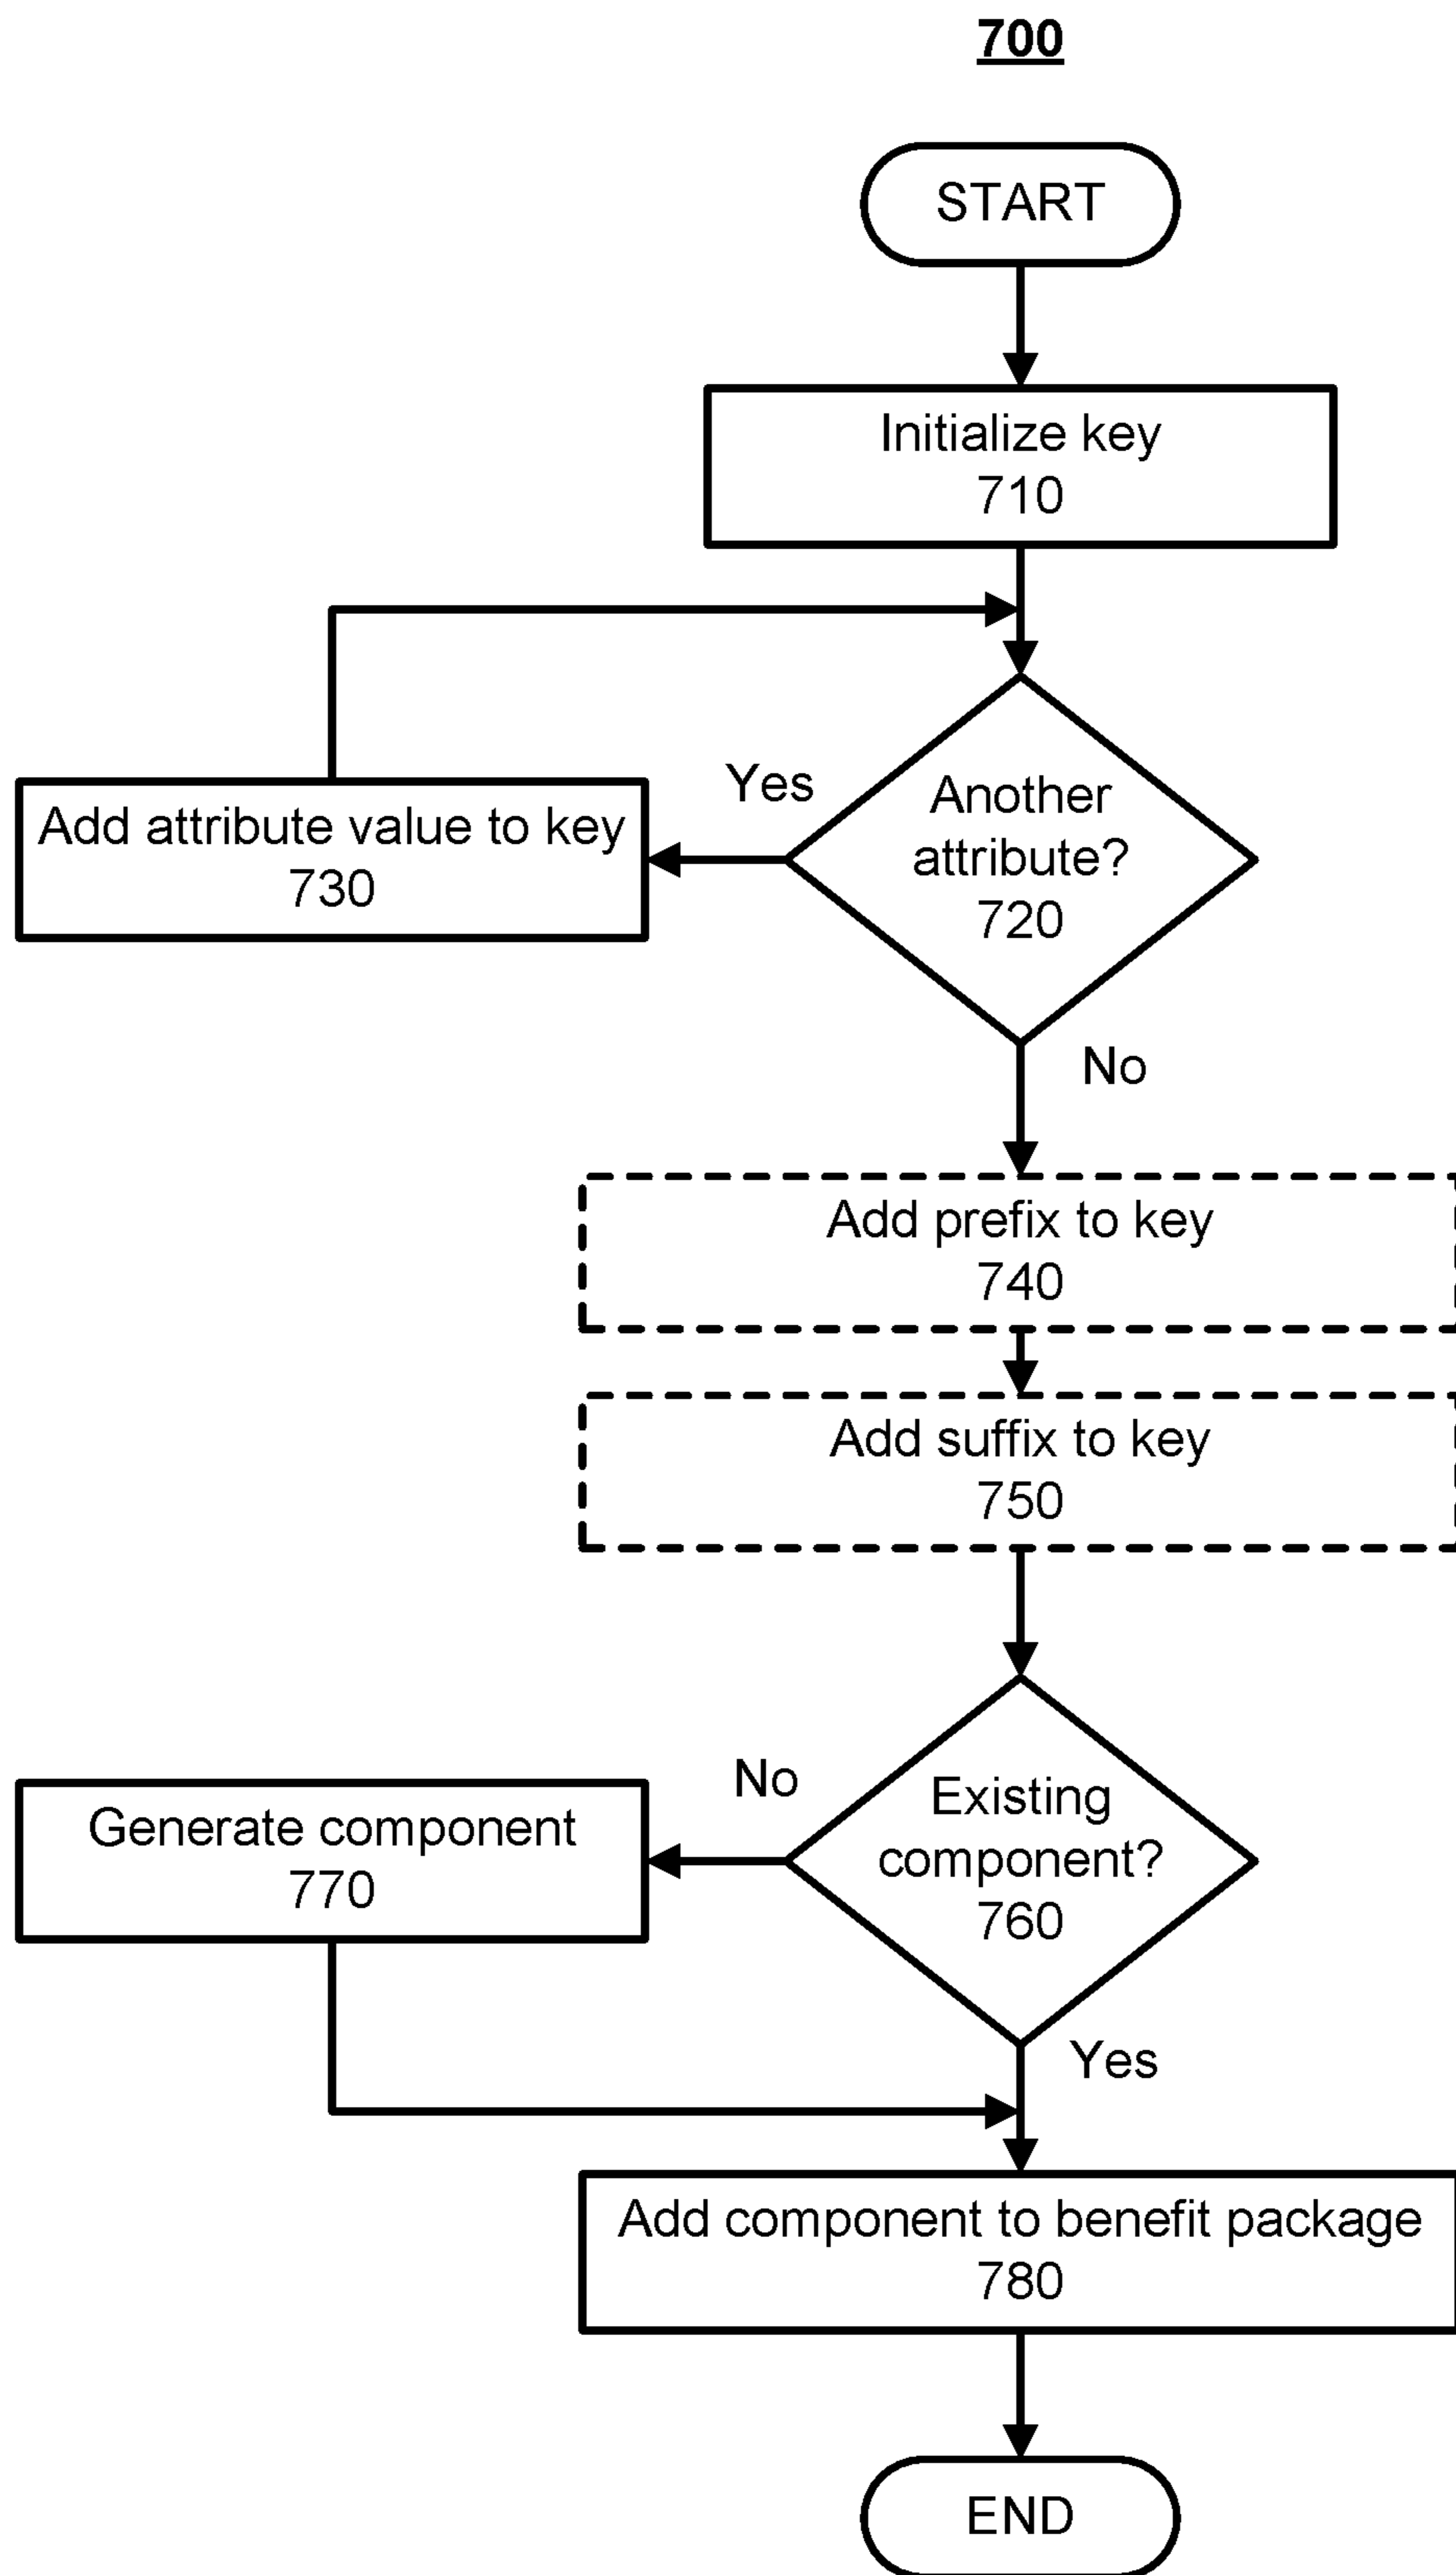 700
START
Initialize key
710
Another
attribute?
720
Yes
Add attribute value to key
730
No
Add prefix to key
740
Add suffix to key
750
Existing
component?
760
No
Generate component
770
Yes
Add component to benefit package
780
END